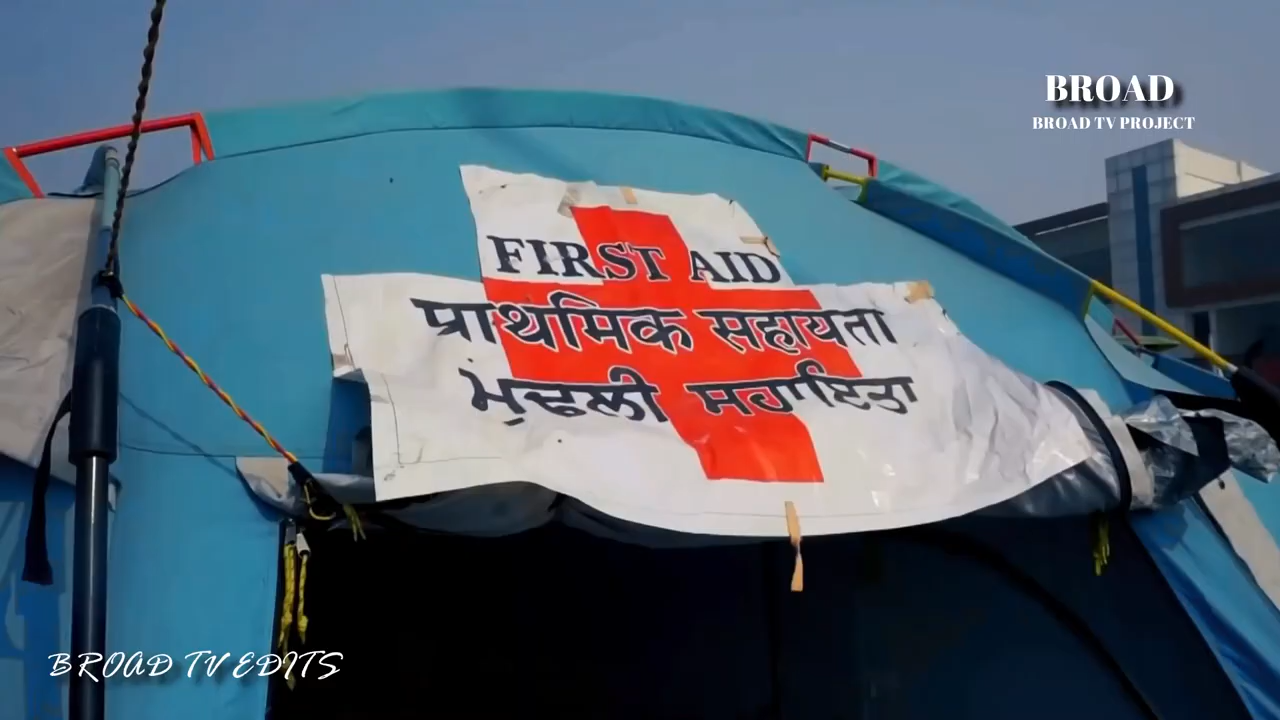 BROAD
BROAD TV PROJECT
FIRST AID
प्राथमिक सहायता
ਮੁਢਲੀ ਸਹਾਇਤਾ
BROAD TV EDITS